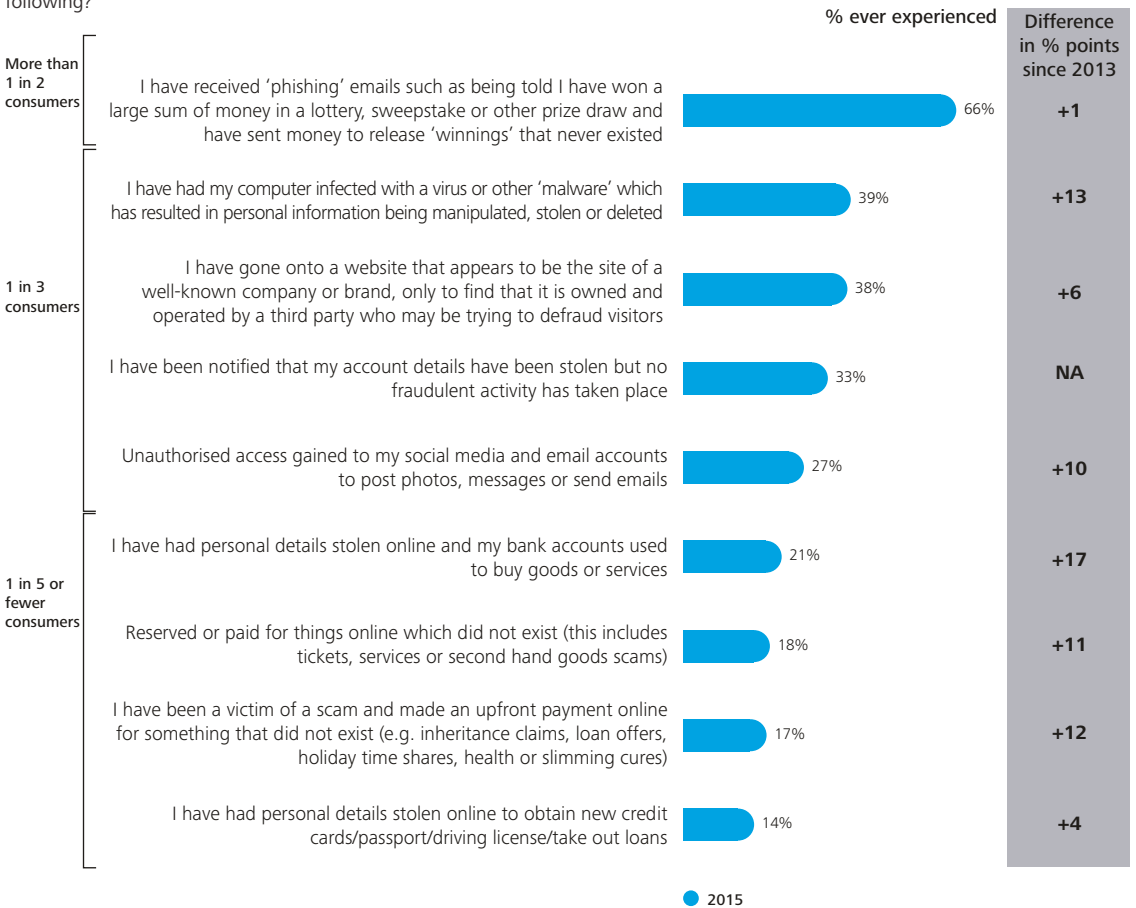 following?
% ever experienced
Difference
in % points
since 2013
More than
1 in 2
consumers
I have received ‘phishing’ emails such as being told I have won a
large sum of money in a lottery, sweepstake or other prize draw and
have sent money to release ‘winnings’ that never existed
66%
+1
1 in 3
consumers
I have had my computer infected with a virus or other ‘malware’ which
has resulted in personal information being manipulated, stolen or deleted
39%
+13
I have gone onto a website that appears to be the site of a
well-known company or brand, only to find that it is owned and
operated by a third party who may be trying to defraud visitors
38%
+6
I have been notified that my account details have been stolen but no
fraudulent activity has taken place
33%
NA
Unauthorised access gained to my social media and email accounts
to post photos, messages or send emails
27%
+10
1 in 5 or
fewer
consumers
I have had personal details stolen online and my bank accounts used
to buy goods or services
21%
+17
Reserved or paid for things online which did not exist (this includes
tickets, services or second hand goods scams)
18%
+11
I have been a victim of a scam and made an upfront payment online
for something that did not exist (e.g. inheritance claims, loan offers,
holiday time shares, health or slimming cures)
17%
+12
I have had personal details stolen online to obtain new credit
cards/passport/driving license/take out loans
14%
+4
2015